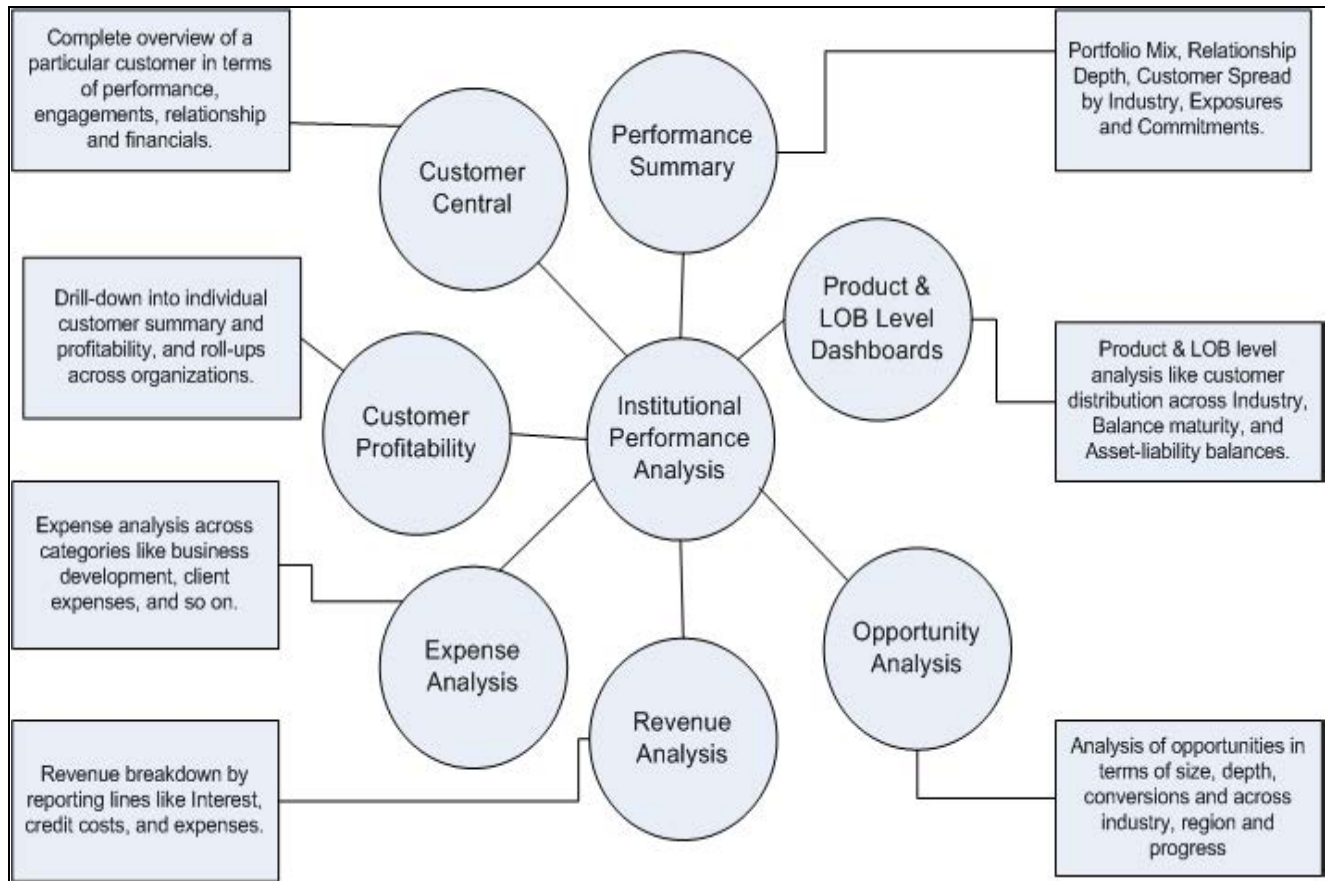 Complete overview of a
particular customer in terms
of performance,
engagements, relationship
and financials.
Customer
Central
Performance
Summary
Portfolio Mix, Relationship
Depth, Customer Spread
by Industry, Exposures
and Commitments.
Drill-down into individual
customer summary and
profitability, and roll-ups
across organizations.
Customer
Profitability
Institutional
Performance
Analysis
Product &
LOB Level
Dashboards
Product & LOB level
analysis like customer
distribution across Industry,
Balance maturity, and
Asset-liability balances.
Expense analysis across
categories like business
development, client
expenses, and so on.
Expense
Analysis
Revenue
Analysis
Opportunity
Analysis
Revenue breakdown by
reporting lines like Interest,
credit costs, and expenses.
Analysis of opportunities in
terms of size, depth,
conversions and across
industry, region and
progress